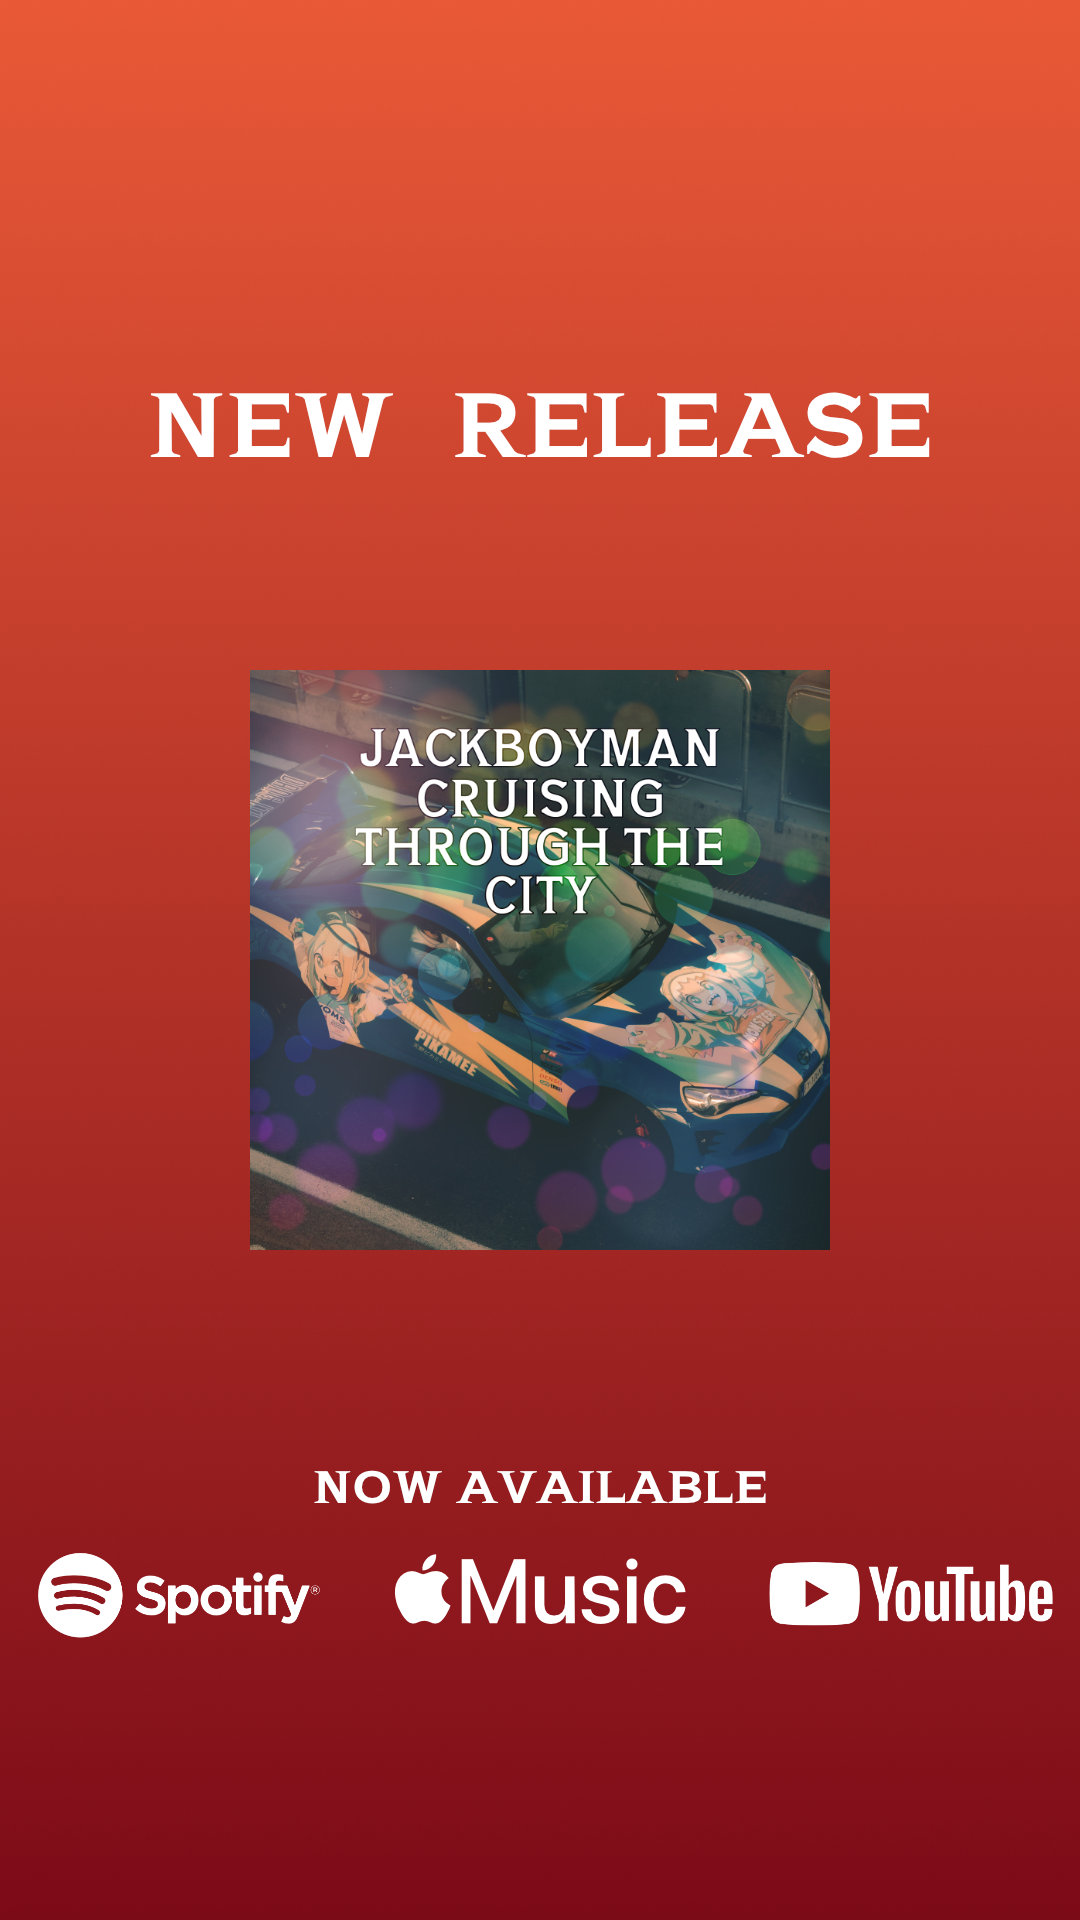 NEW RELEASE
JACKBOYMAN
CRUISING
THROUGH THE
CITY
PIKAMEE
NOW AVAILABLE
Spotify®
Music
YouTube